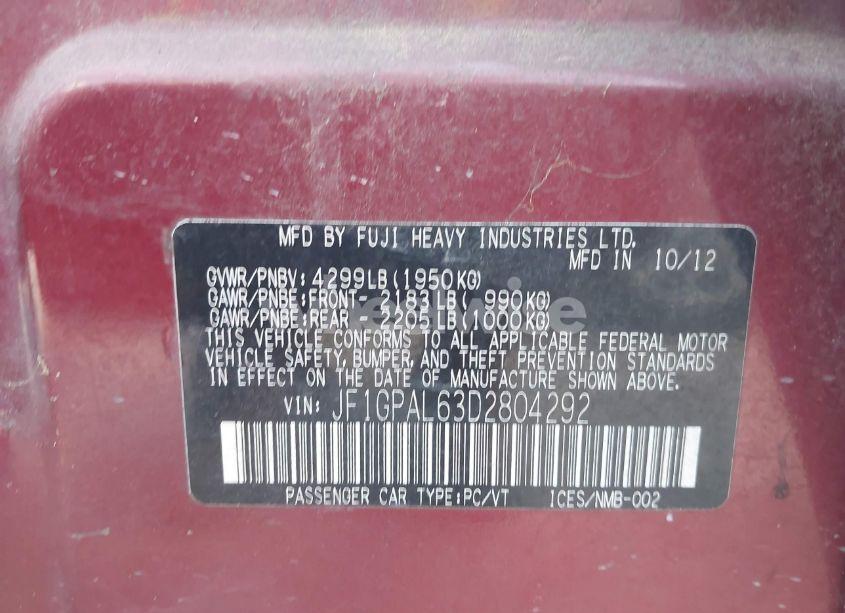 MFD BY FUJI HEAVY INDUSTRIES LTD.
MFD IN 10/12
GVWR/PNBV: 4299LB(1950KG)
GAWR/PNBE:FRONT- 2183LB( 990KG)
GAWR/PNBE:REAR - 2205LB(1000KG)
THIS VEHICLE CONFORMS TO ALL APPLICABLE FEDERAL MOTOR
VEHICLE SAFETY, BUMPER, AND THEFT PREVENTION STANDARDS
IN EFFECT ON THE DATE OF MANUFACTURE SHOWN ABOVE.
VIN: JF1GPAL63D2804292
PASSENGER CAR TYPE:PC/VT ICES/NMB-002